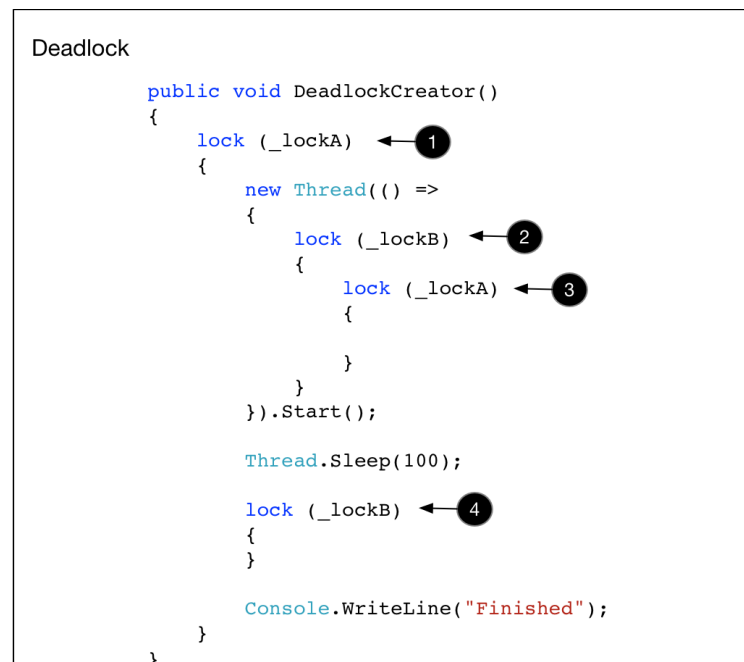 Deadlock
public void DeadlockCreator()
{
lock (_lockA) 1
{
new Thread(() =>
{
lock (_lockB) 2
{
lock (_lockA) 3
{
}
}
}).Start();
Thread.Sleep(100);
lock (_lockB) 4
{
}
Console.WriteLine("Finished");
}
}